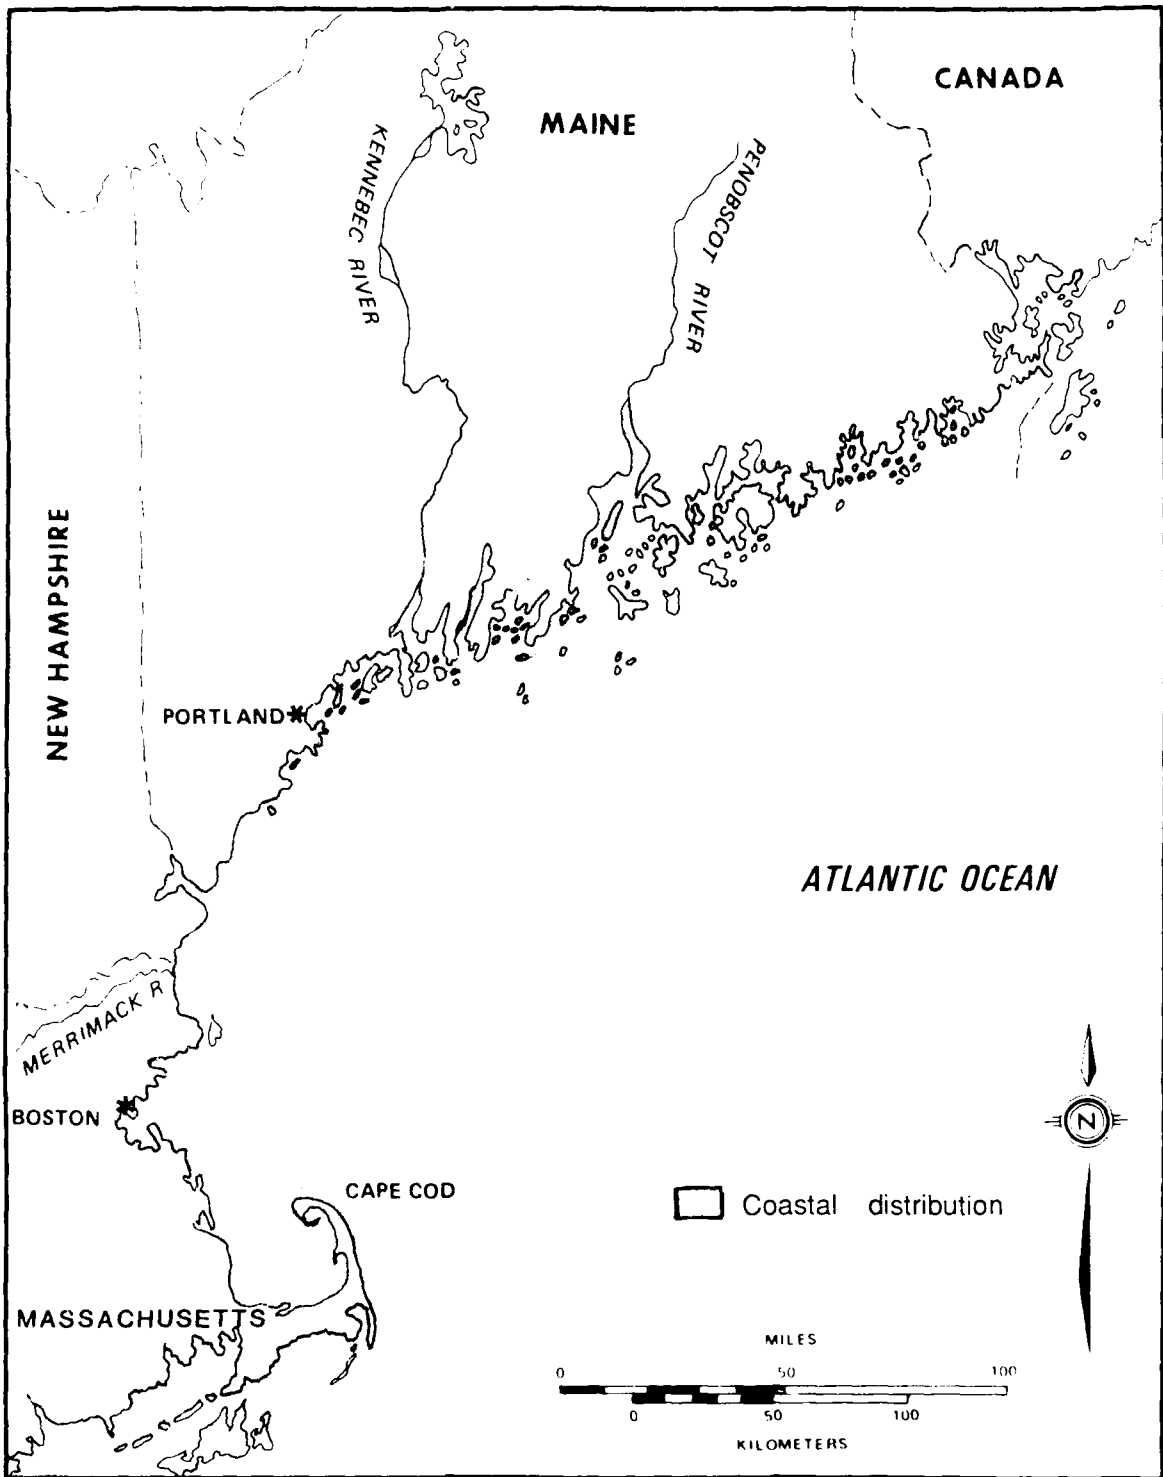 CANADA
MAINE
KENNEBEC RIVER
PENOBSCOT RIVER
NEW HAMPSHIRE
PORTLAND
ATLANTIC OCEAN
MERRIMACK R
BOSTON
N
CAPE COD
Coastal distribution
MASSACHUSETTS
MILES
0 50 100
0 50 100
KILOMETERS